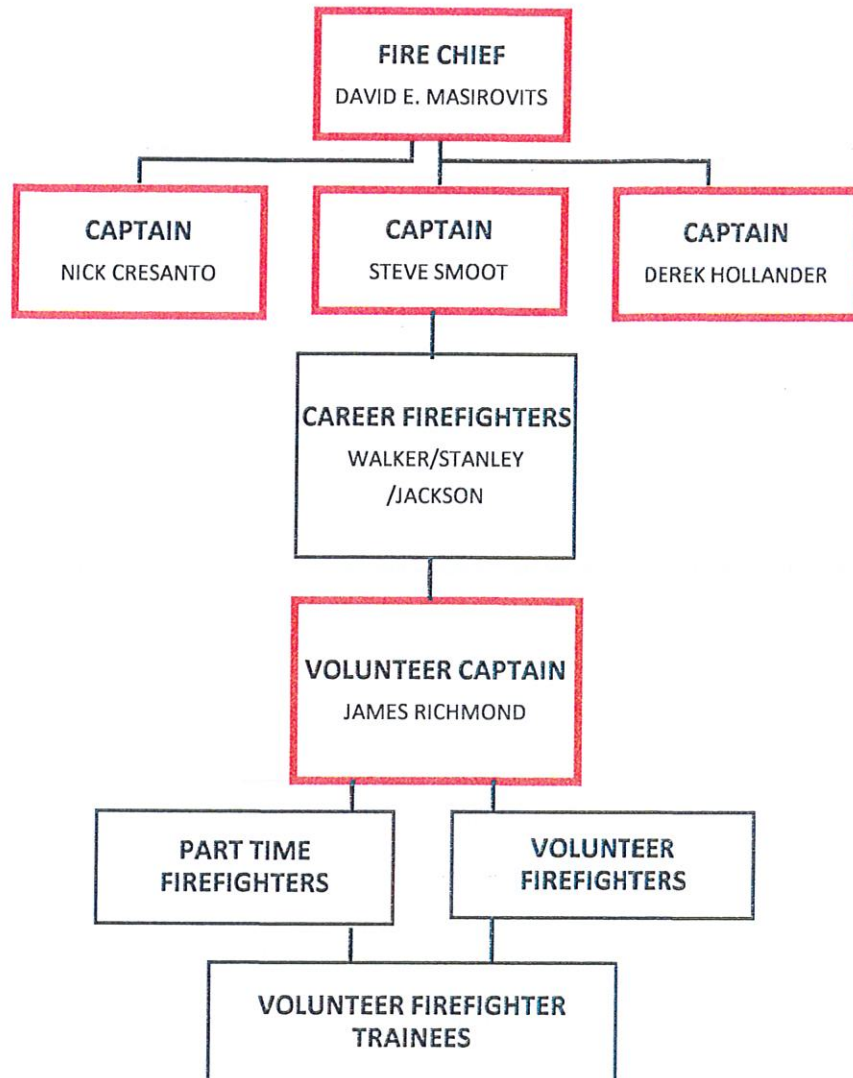 FIRE CHIEF
DAVID E. MASIROVITS
CAPTAIN
NICK CRESANTO
CAPTAIN
STEVE SMOOT
CAPTAIN
DEREK HOLLANDER
CAREER FIREFIGHTERS
WALKER/STANLEY
/JACKSON
VOLUNTEER CAPTAIN
JAMES RICHMOND
PART TIME
FIREFIGHTERS
VOLUNTEER
FIREFIGHTERS
VOLUNTEER FIREFIGHTER
TRAINEES